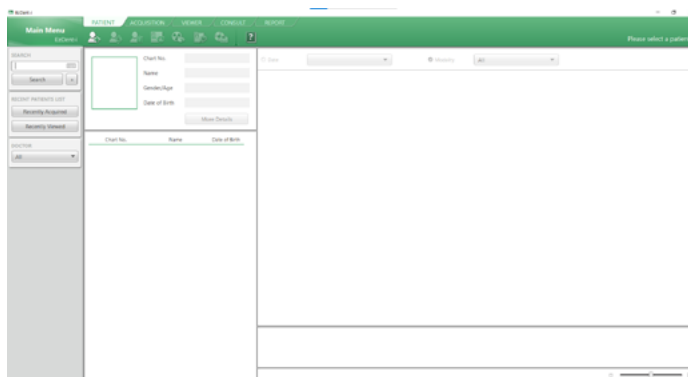 EzDent-i
Main Menu
EzDent-i
PATIENT ACQUISITION VIEWER CONSULT REPORT
Please select a patient
SEARCH
Search
RECENT PATIENTS LIST
Recently Acquired
Recently Viewed
DOCTOR
All
Chart No.
Name
Gender/Age
Date of Birth
More Details
Chart No. Name Date of Birth
Date
Modality All